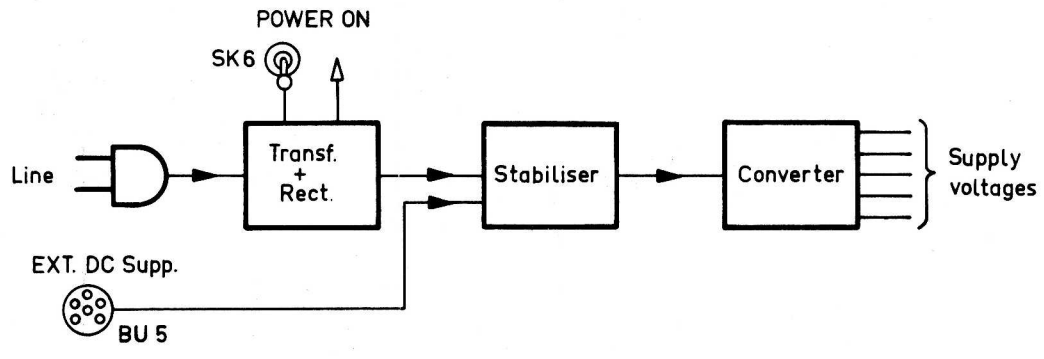 POWER ON
SK6
Line
Transf.
+
Rect.
Stabiliser
Converter
Supply
voltages
EXT. DC Supp.
BU 5